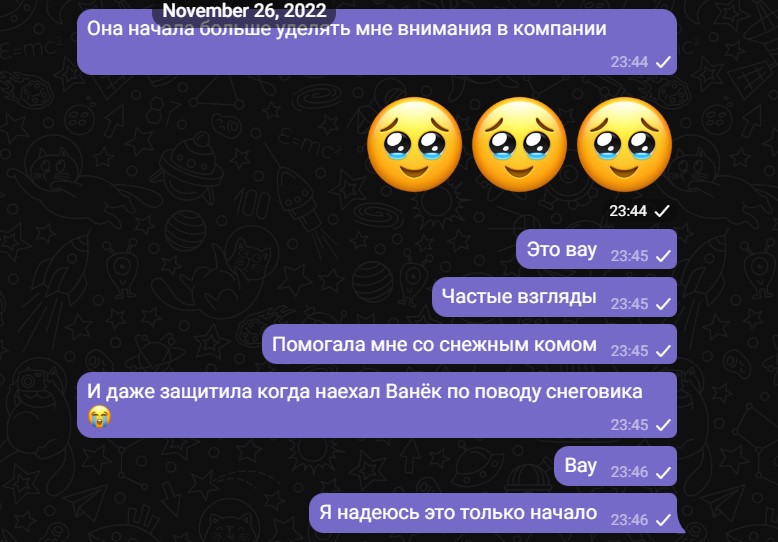 November 26, 2022
Она начала больше уделять мне внимания в компании
23:44
23:44
Это вау 23:45
Частые взгляды 23:45
Помогала мне со снежным комом 23:45
И даже защитила когда наехал Ванёк по поводу снеговика
😭
23:45
Вау 23:46
Я надеюсь это только начало 23:46